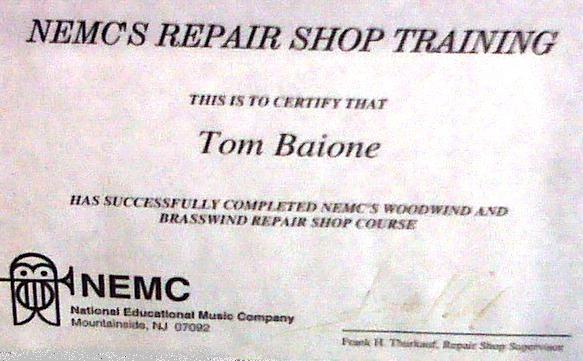 NEMC'S REPAIR SHOP TRAINING
THIS IS TO CERTIFY THAT
Tom Baione
HAS SUCCESSFULLY COMPLETED NEMC'S WOODWIND AND
BRASSWIND REPAIR SHOP COURSE
NEMC
National Educational Music Company
Mountainside, NJ 07092
Frank H. Thurkauf, Repair Shop Supervisor